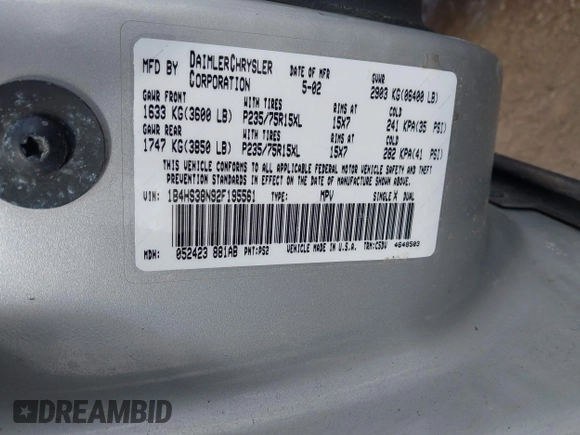 MFD BY DAIMLERCHRYSLER CORPORATION DATE OF MFR 5-02 GVWR 2903 KG(06400 LB)
GAWR FRONT WITH TIRES RIMS AT COLD
1633 KG(3600 LB) P235/75R15XL 15X7 241 KPA(35 PSI)
GAWR REAR WITH TIRES RIMS AT COLD
1747 KG(3850 LB) P235/75R15XL 15X7 282 KPA(41 PSI)
THIS VEHICLE CONFORMS TO ALL APPLICABLE FEDERAL MOTOR VEHICLE SAFETY AND THEFT
PREVENTION STANDARDS IN EFFECT ON THE DATE OF MANUFACTURE SHOWN ABOVE.
VIN: 1B4HS38N92F195561 TYPE: MPV SINGLE X DUAL
MDH: 052423 881AB PNT:PS2 VEHICLE MADE IN U.S.A. TRM:C5DV 4648503
DREAMBID